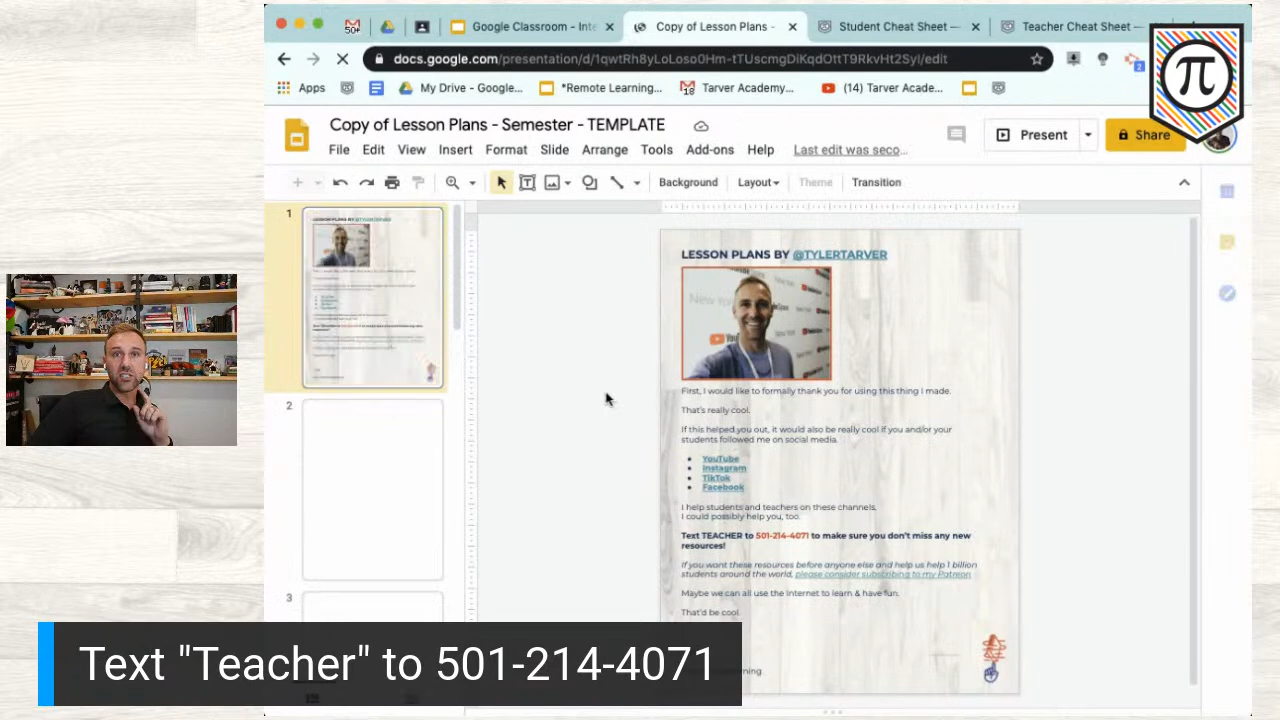 50+
Google Classroom - Inte
Copy of Lesson Plans -
Student Cheat Sheet —
Teacher Cheat Sheet —
docs.google.com/presentation/d/1qwtRh8yLoLoso0Hm-tTUscmgDiKqdOttT9RkvHt2SyI/edit
2
Apps
My Drive - Google...
*Remote Learning...
18
Tarver Academy...
(14) Tarver Acade...
π
Copy of Lesson Plans - Semester - TEMPLATE
Present
Share
File Edit View Insert Format Slide Arrange Tools Add-ons Help Last edit was seco...
Background Layout Theme Transition
1
2
3
LESSON PLANS BY @TYLERTARVER
First, I would like to formally thank you for using this thing I made.
That's really cool.
If this helped you out, it would also be really cool if you and/or your
students followed me on social media.
YouTube
Instagram
TikTok
Facebook
I help students and teachers on these channels.
I could possibly help you, too.
Text TEACHER to 501-214-4071 to make sure you don't miss any new
resources!
If you want these resources before anyone else and help us help 1 billion
students around the world, please consider subscribing to my Patreon
Maybe we can all use the Internet to learn & have fun.
That'd be cool.
Text "Teacher" to 501-214-4071